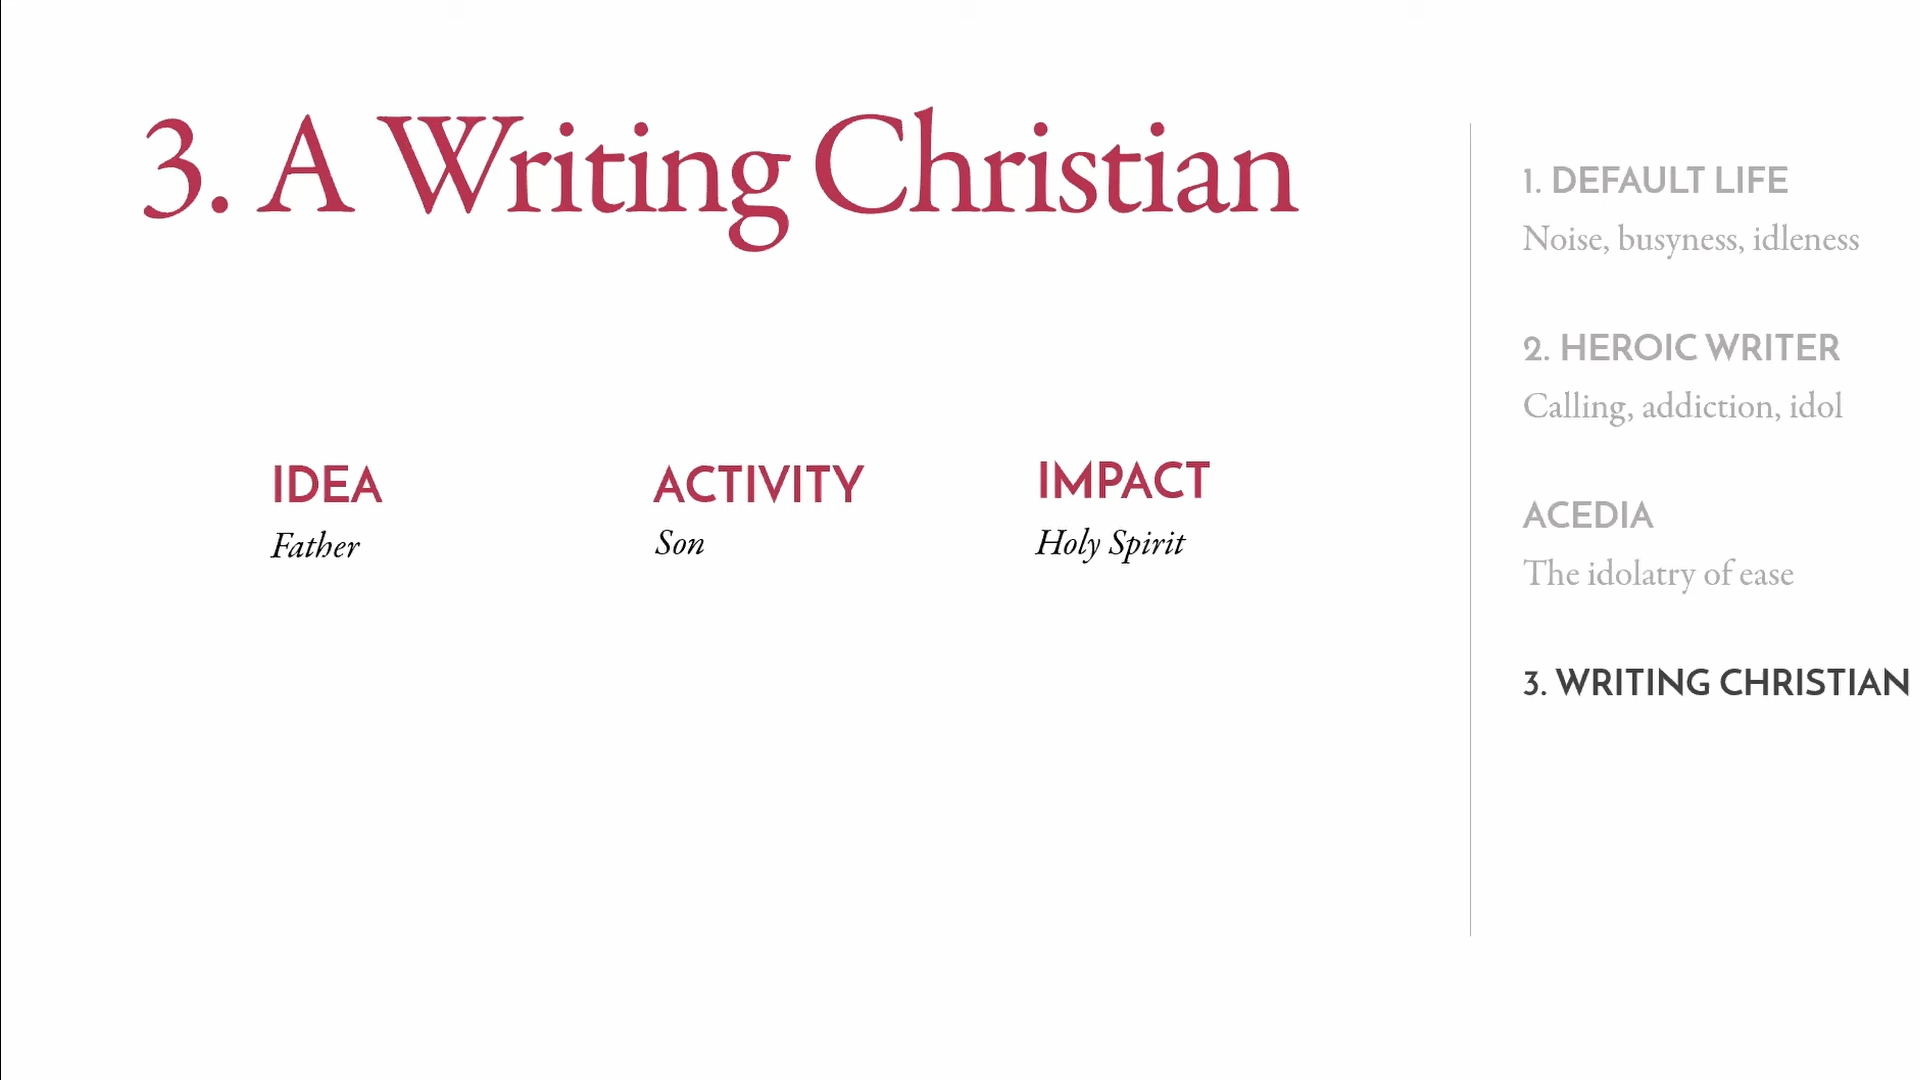 3. A Writing Christian
IDEA
Father
ACTIVITY
Son
IMPACT
Holy Spirit
1. DEFAULT LIFE
Noise, busyness, idleness
2. HEROIC WRITER
Calling, addiction, idol
ACEDIA
The idolatry of ease
3. WRITING CHRISTIAN